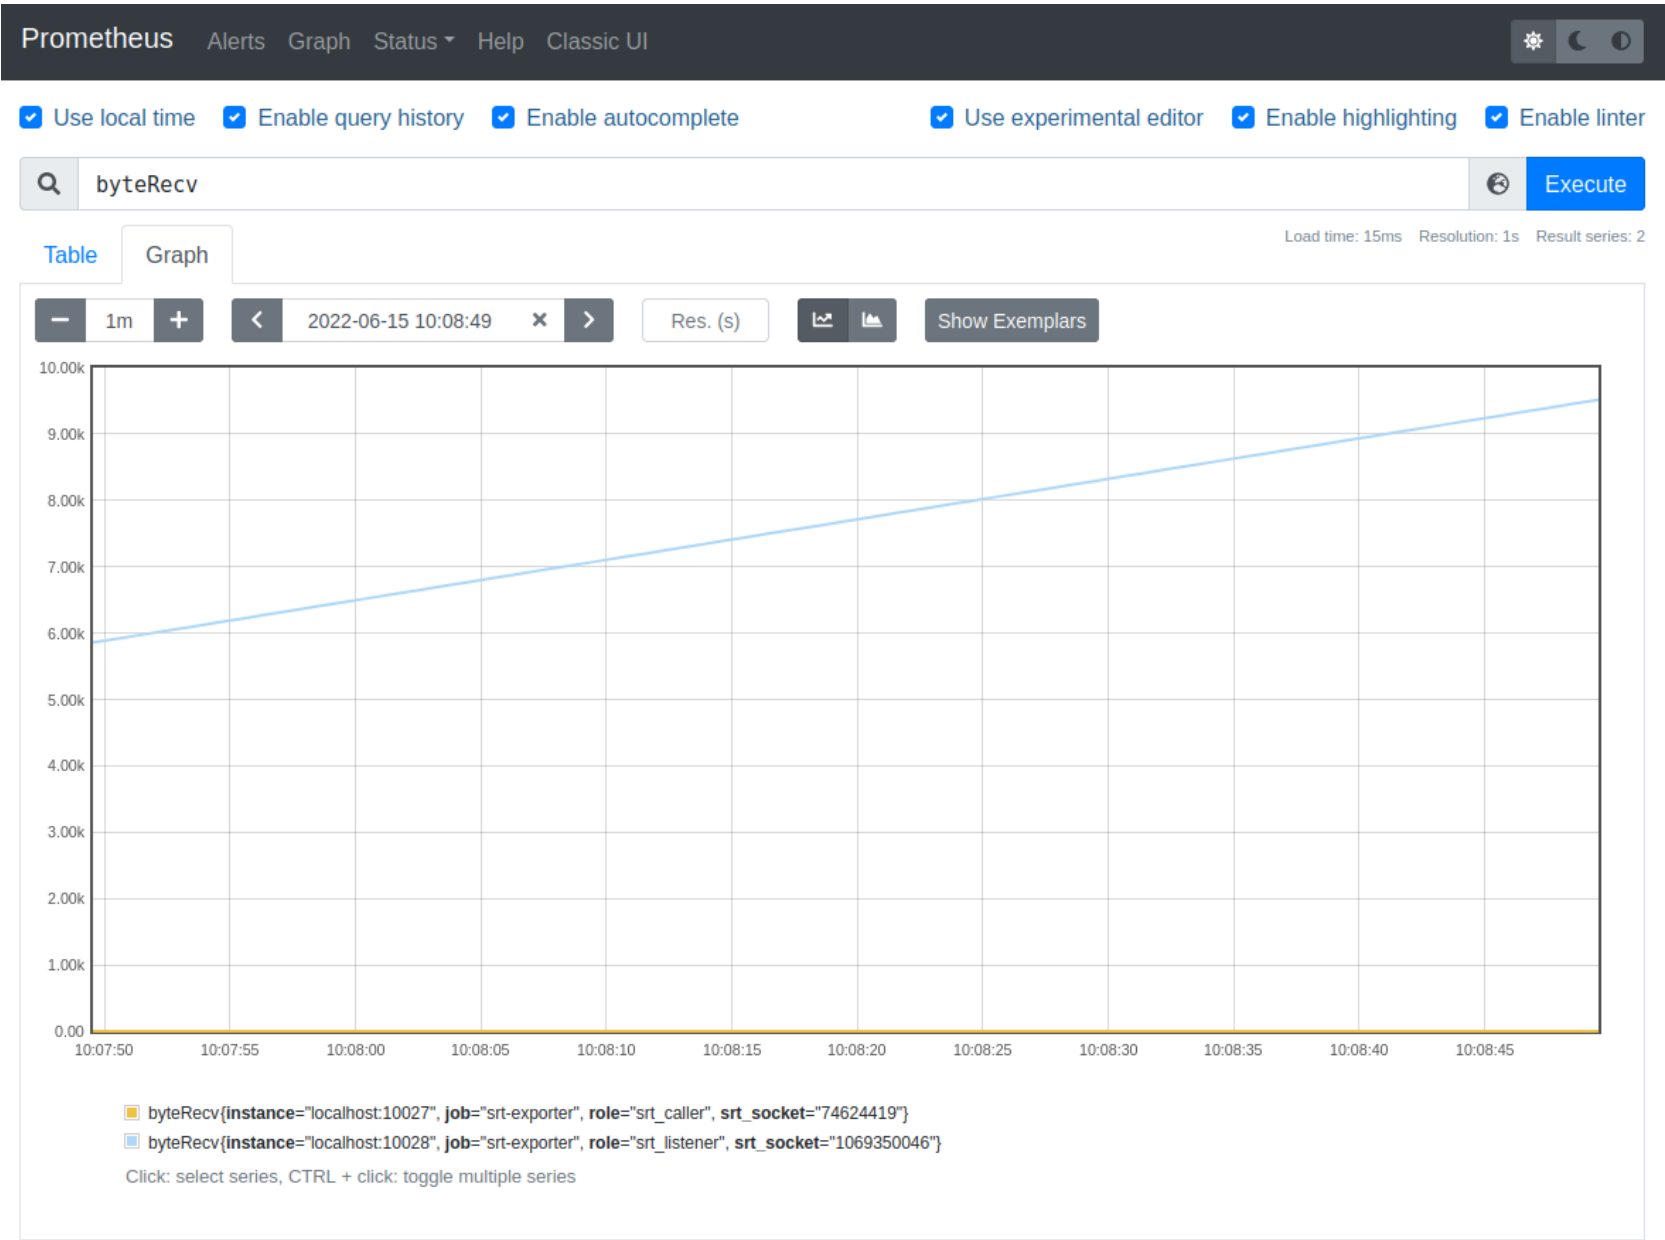 Prometheus Alerts Graph Status Help Classic UI
Use local time Enable query history Enable autocomplete Use experimental editor Enable highlighting Enable linter
byteRecv Execute
Load time: 15ms Resolution: 1s Result series: 2
Table Graph
1m 2022-06-15 10:08:49 Res. (s) Show Exemplars
10.00k
9.00k
8.00k
7.00k
6.00k
5.00k
4.00k
3.00k
2.00k
1.00k
0.00
10:07:50 10:07:55 10:08:00 10:08:05 10:08:10 10:08:15 10:08:20 10:08:25 10:08:30 10:08:35 10:08:40 10:08:45
byteRecv{instance="localhost:10027", job="srt-exporter", role="srt_caller", srt_socket="74624419"}
byteRecv{instance="localhost:10028", job="srt-exporter", role="srt_listener", srt_socket="1069350046"}
Click: select series, CTRL + click: toggle multiple series